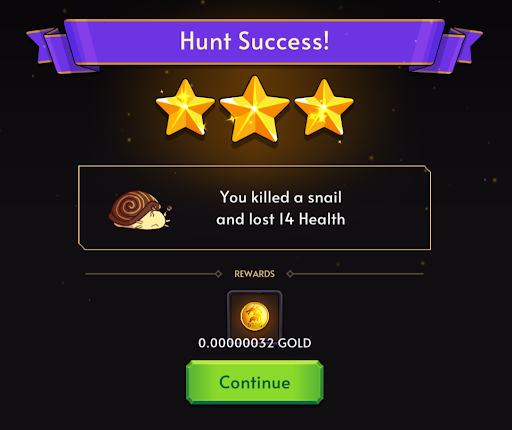 Hunt Success!
You killed a snail
and lost 14 Health
REWARDS
0.00000032 GOLD
Continue